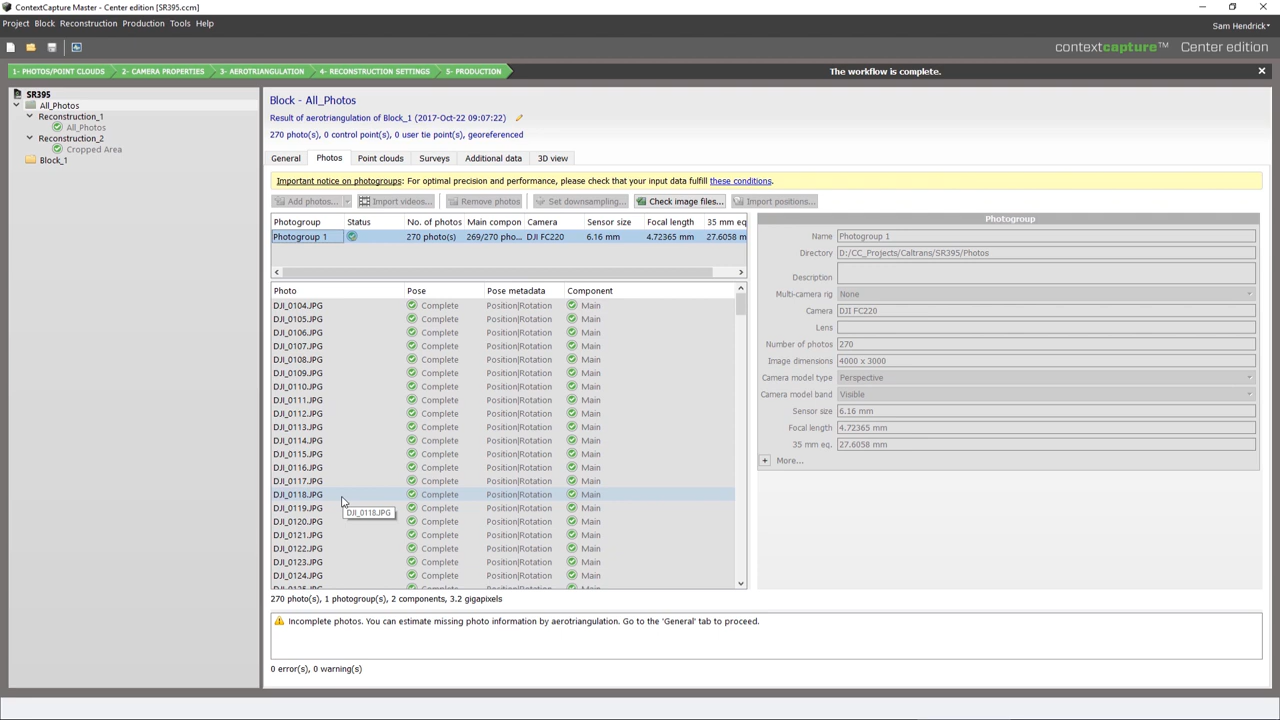 ContextCapture Master - Center edition [SR395.ccm]
Project Block Reconstruction Production Tools Help
Sam Hendrick
contextcapture™ Center edition
1- PHOTOS/POINT CLOUDS 2- CAMERA PROPERTIES 3- AEROTRIANGULATION 4- RECONSTRUCTION SETTINGS 5- PRODUCTION The workflow is complete.
SR395
All_Photos
Reconstruction_1
All_Photos
Reconstruction_2
Cropped Area
Block_1
Block - All_Photos
Result of aerotriangulation of Block_1 (2017-Oct-22 09:07:22)
270 photo(s), 0 control point(s), 0 user tie point(s), georeferenced
General Photos Point clouds Surveys Additional data 3D view
Important notice on photogroups: For optimal precision and performance, please check that your input data fulfill these conditions.
Add photos... Import videos... Remove photos Set downsampling... Check image files... Import positions...
Photogroup Status No. of photos Main compon Camera Sensor size Focal length 35 mm eq
Photogroup 1 270 photo(s) 269/270 pho... DJI FC220 6.16 mm 4.72365 mm 27.6058 m
Photo Pose Pose metadata Component
DJI_0104.JPG Complete Position|Rotation Main
DJI_0105.JPG Complete Position|Rotation Main
DJI_0106.JPG Complete Position|Rotation Main
DJI_0107.JPG Complete Position|Rotation Main
DJI_0108.JPG Complete Position|Rotation Main
DJI_0109.JPG Complete Position|Rotation Main
DJI_0110.JPG Complete Position|Rotation Main
DJI_0111.JPG Complete Position|Rotation Main
DJI_0112.JPG Complete Position|Rotation Main
DJI_0113.JPG Complete Position|Rotation Main
DJI_0114.JPG Complete Position|Rotation Main
DJI_0115.JPG Complete Position|Rotation Main
DJI_0116.JPG Complete Position|Rotation Main
DJI_0117.JPG Complete Position|Rotation Main
DJI_0118.JPG Complete Position|Rotation Main
DJI_0118.JPG
DJI_0119.JPG Complete Position|Rotation Main
DJI_0120.JPG Complete Position|Rotation Main
DJI_0121.JPG Complete Position|Rotation Main
DJI_0122.JPG Complete Position|Rotation Main
DJI_0123.JPG Complete Position|Rotation Main
DJI_0124.JPG Complete Position|Rotation Main
DJI_0125.JPG Complete Position|Rotation Main
270 photo(s), 1 photogroup(s), 2 components, 3.2 gigapixels
Photogroup
Name Photogroup 1
Directory D:/CC_Projects/Caltrans/SR395/Photos
Description
Multi-camera rig None
Camera DJI FC220
Lens
Number of photos 270
Image dimensions 4000 x 3000
Camera model type Perspective
Camera model band Visible
Sensor size 6.16 mm
Focal length 4.72365 mm
35 mm eq. 27.6058 mm
More...
Incomplete photos. You can estimate missing photo information by aerotriangulation. Go to the 'General' tab to proceed.
0 error(s), 0 warning(s)